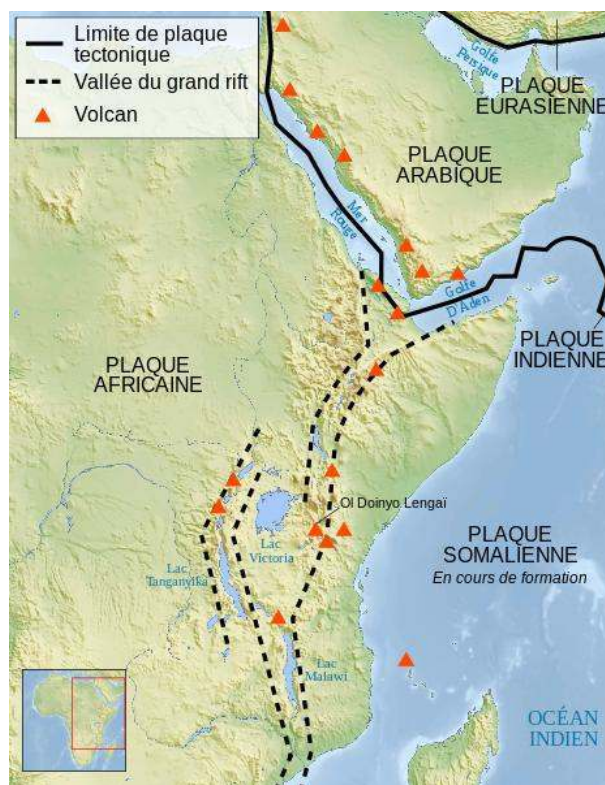 Limite de plaque
tectonique
Vallée du grand rift
Volcan
Golfe
Persique
PLAQUE
EURASIENNE
PLAQUE
ARABIQUE
Mer
Rouge
Golfe
D'Aden
PLAQUE
INDIENNE
PLAQUE
AFRICAINE
Ol Doinyo Lengaï
Lac
Victoria
PLAQUE
SOMALIENNE
En cours de formation
Lac
Tanganyika
Lac
Malawi
OCÉAN
INDIEN